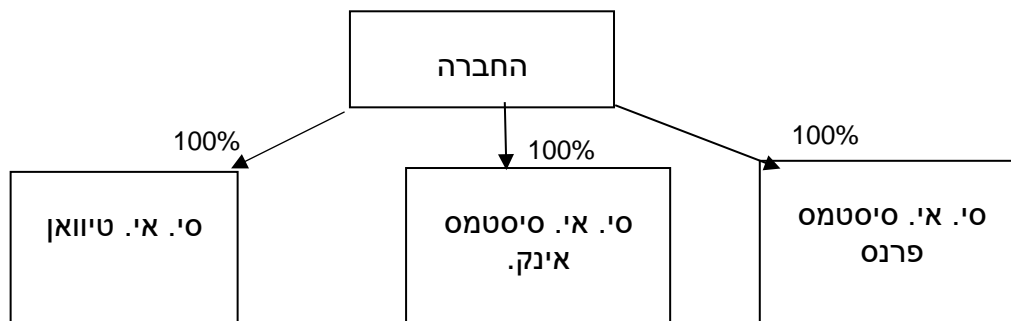 החברה
100%
100%
100%
סי. אי. סיסטמס
פרנס
סי. אי. סיסטמס
אינק.
סי. אי. טיוואן